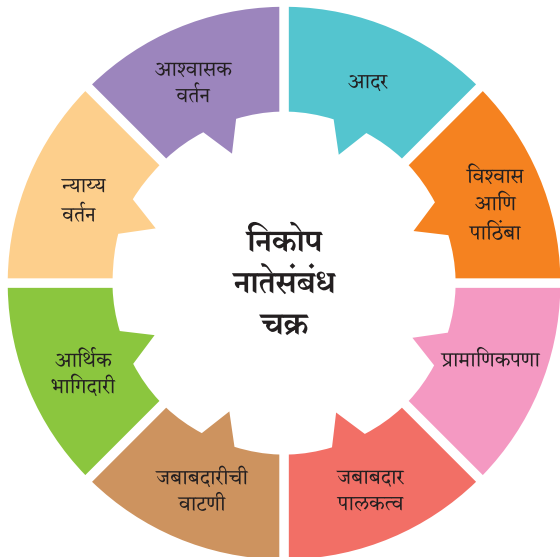 निकोप
नातेसंबंध
चक्र
आदर
विश्वास
आणि
पाठिंबा
प्रामाणिकपणा
जबाबदार
पालकत्व
जबाबदारीची
वाटणी
आर्थिक
भागिदारी
न्याय्य
वर्तन
आश्वासक
वर्तन